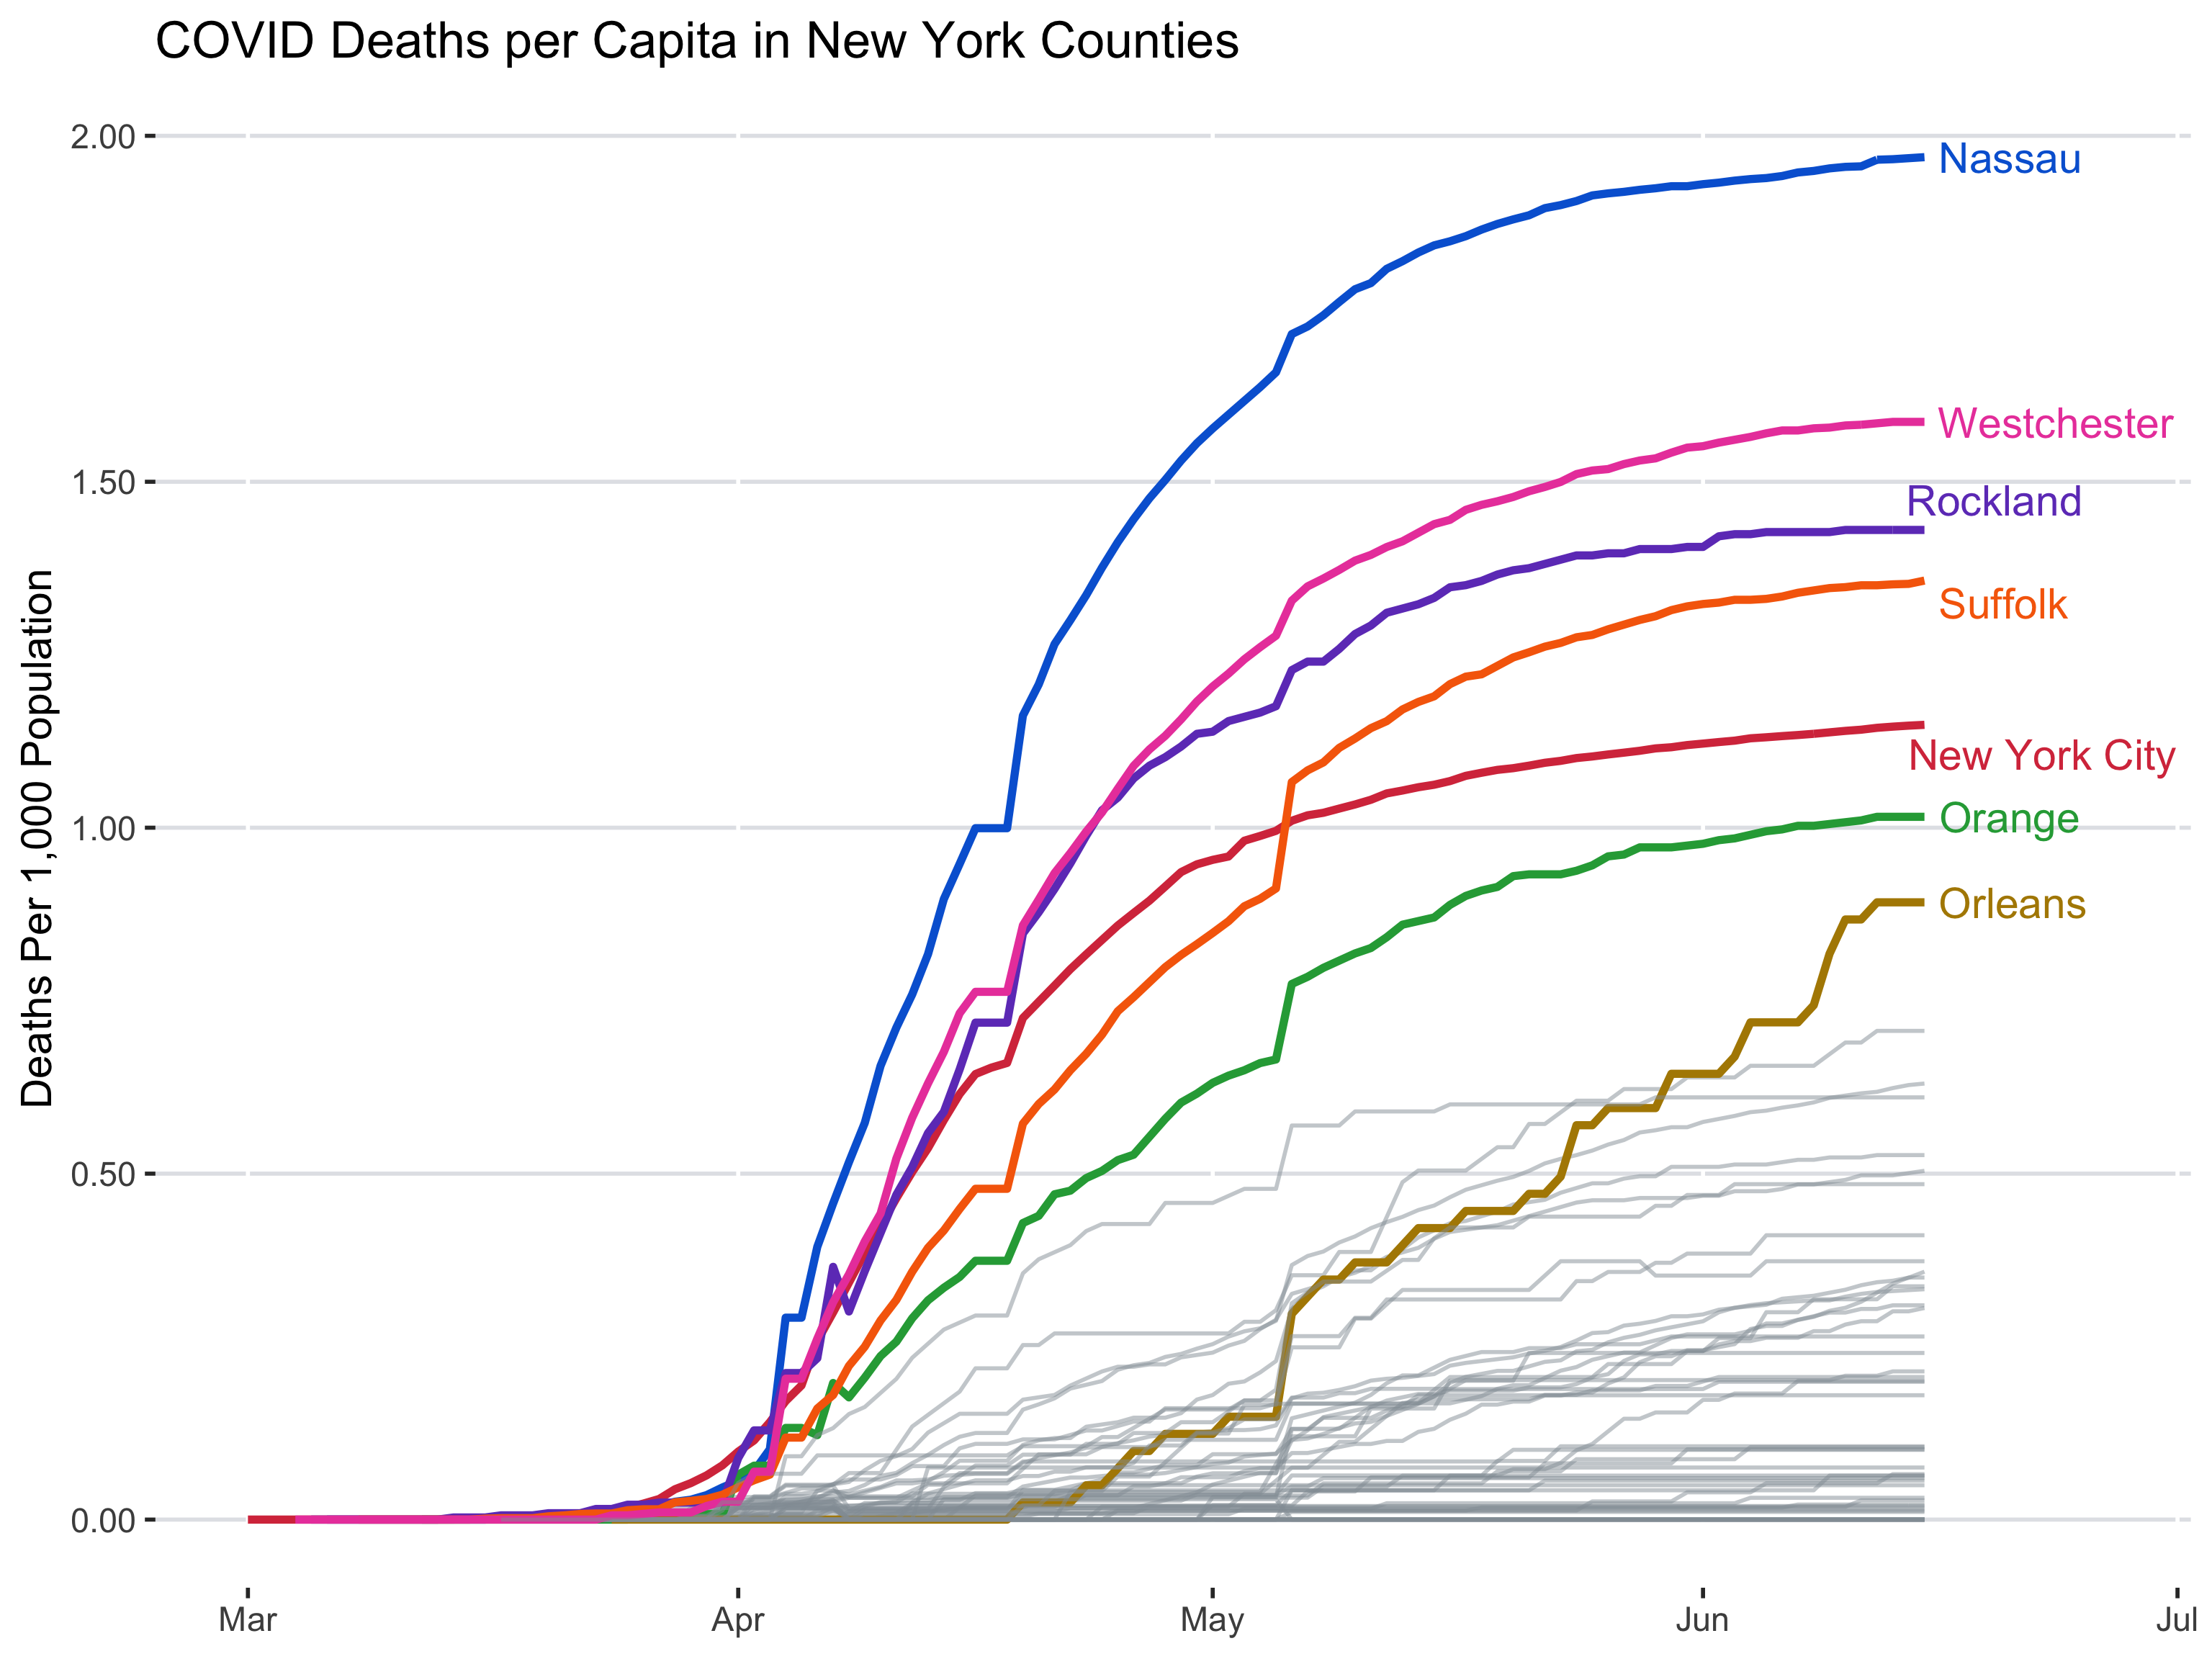 COVID Deaths per Capita in New York Counties
2.00
Nassau
Westchester
1.50
Rockland
Suffolk
New York City
1.00
Orange
Orleans
0.50
0.00
Deaths Per 1,000 Population
Mar
Apr
May
Jun
Jul